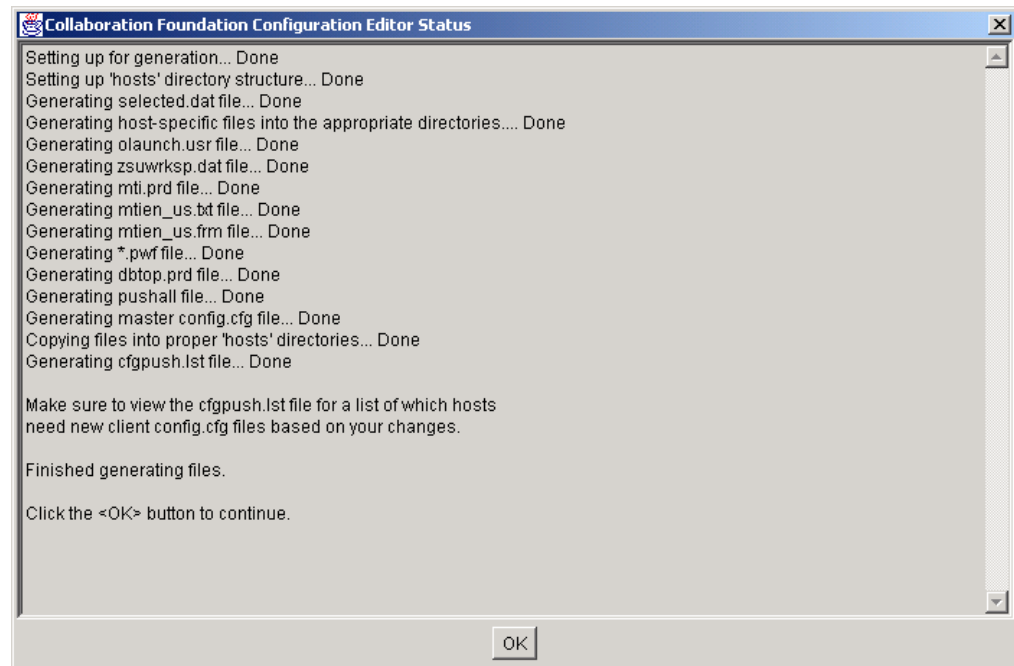 Collaboration Foundation Configuration Editor Status
Setting up for generation... Done
Setting up 'hosts' directory structure... Done
Generating selected.dat file... Done
Generating host-specific files into the appropriate directories.... Done
Generating olaunch.usr file... Done
Generating zsuwrksp.dat file... Done
Generating mti.prd file... Done
Generating mtien_us.txt file... Done
Generating mtien_us.frm file... Done
Generating *.pwf file... Done
Generating dbtop.prd file... Done
Generating pushall file... Done
Generating master config.cfg file... Done
Copying files into proper 'hosts' directories... Done
Generating cfgpush.lst file... Done
Make sure to view the cfgpush.lst file for a list of which hosts
need new client config.cfg files based on your changes.
Finished generating files.
Click the <OK> button to continue.
OK